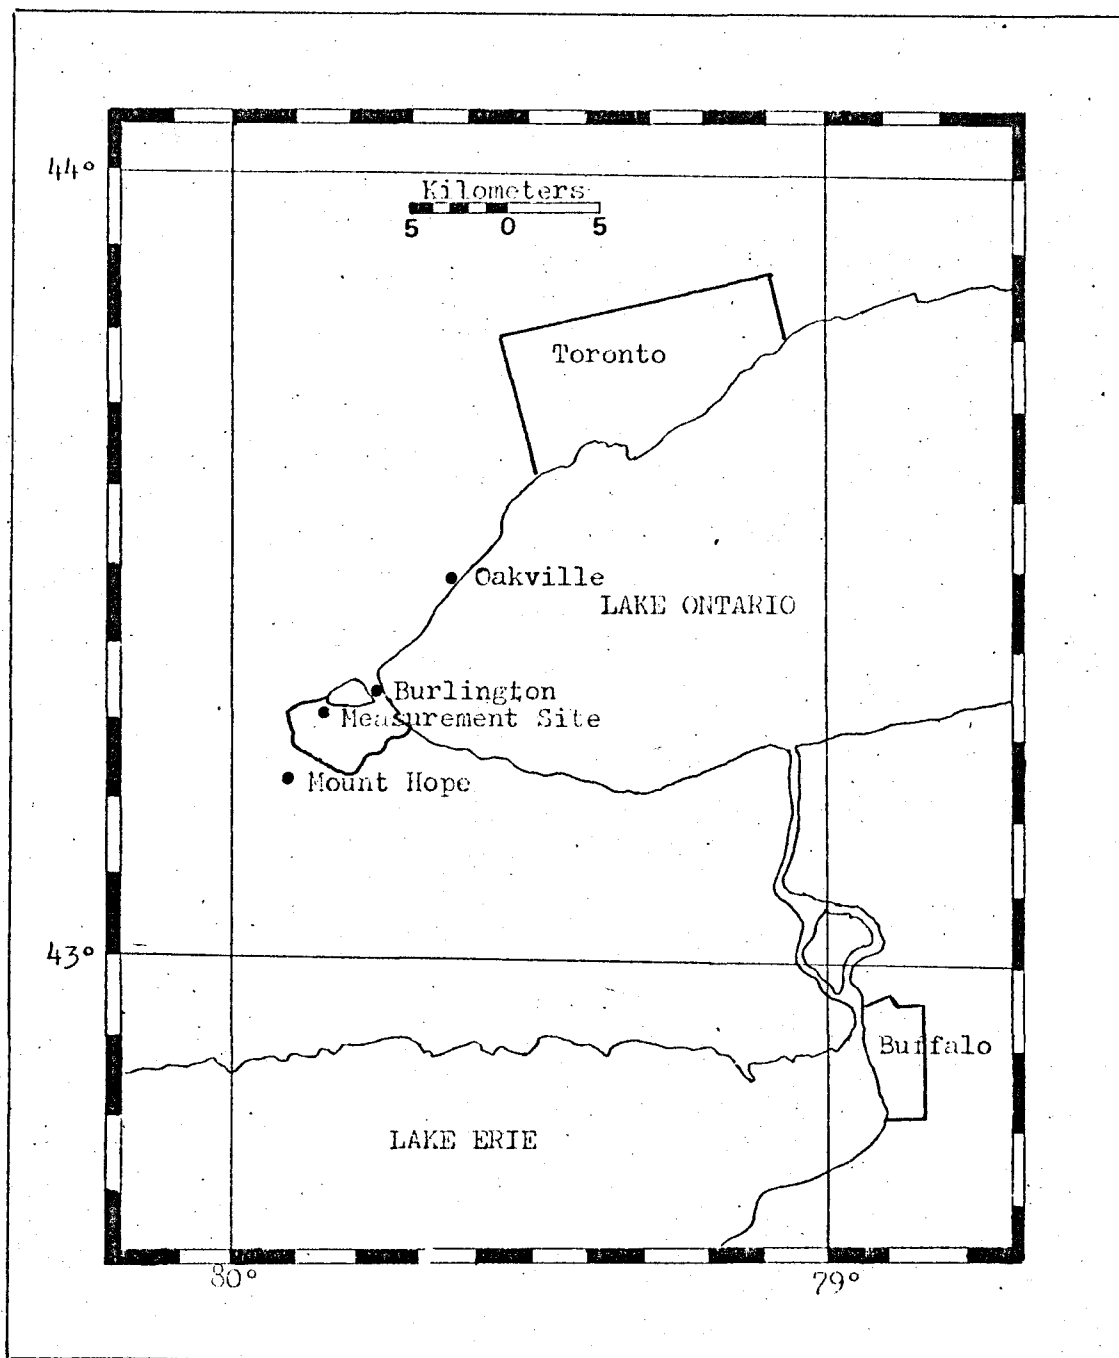 44°
Kilometers
5 0 5
Toronto
Oakville
LAKE ONTARIO
Burlington
Measurement Site
Mount Hope
43°
Buffalo
LAKE ERIE
80° 79°